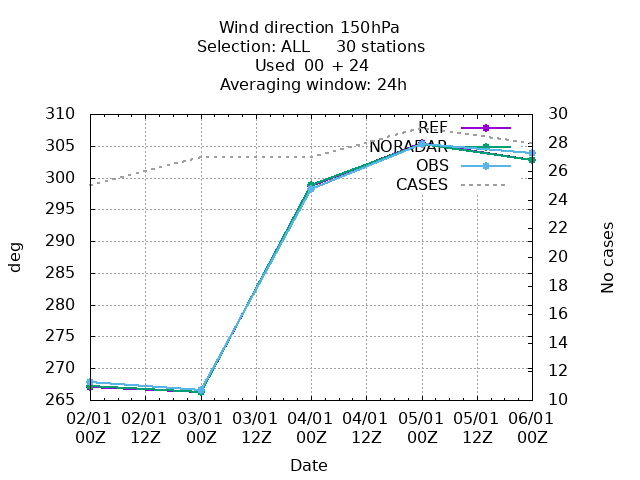 Wind direction 150hPa
Selection: ALL 30 stations
Used 00 + 24
Averaging window: 24h
310
305
300
295
290
285
280
275
270
265
30
28
26
24
22
20
18
16
14
12
10
REF
NORADAR
OBS
CASES
deg
No cases
02/01 02/01 03/01 03/01 04/01 04/01 05/01 05/01 06/01
00Z 12Z 00Z 12Z 00Z 12Z 00Z 12Z 00Z
Date